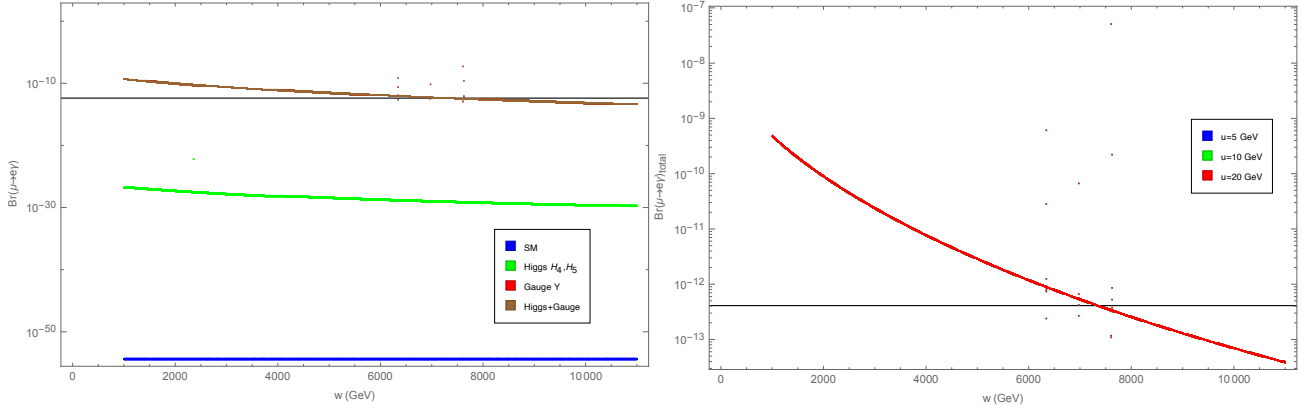 Br(μ→eγ)
10⁻¹⁰
10⁻³⁰
10⁻⁵⁰
0
2000
4000
6000
8000
10000
w (GeV)
SM
Higgs H₄,H₅
Gauge Y
Higgs+Gauge
Br(μ→eγ)total
10⁻⁷
10⁻⁸
10⁻⁹
10⁻¹⁰
10⁻¹¹
10⁻¹²
10⁻¹³
0
2000
4000
6000
8000
10000
w (GeV)
u=5 GeV
u=10 GeV
u=20 GeV